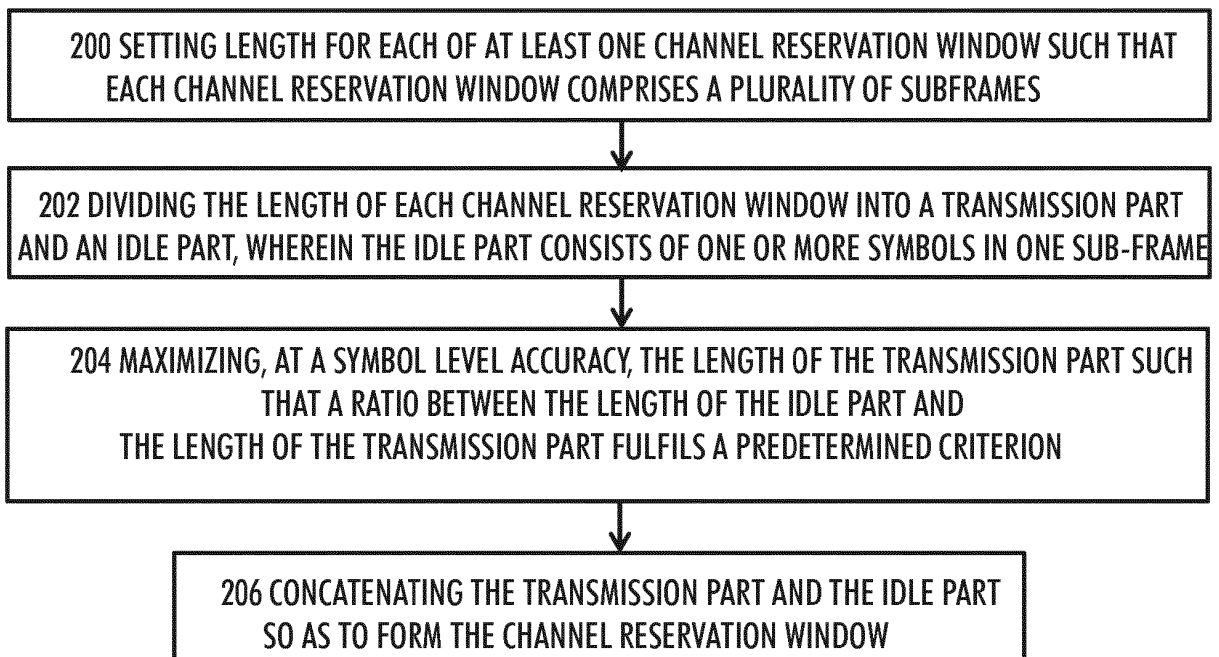 200 SETTING LENGTH FOR EACH OF AT LEAST ONE CHANNEL RESERVATION WINDOW SUCH THAT
EACH CHANNEL RESERVATION WINDOW COMPRISES A PLURALITY OF SUBFRAMES
202 DIVIDING THE LENGTH OF EACH CHANNEL RESERVATION WINDOW INTO A TRANSMISSION PART
AND AN IDLE PART, WHEREIN THE IDLE PART CONSISTS OF ONE OR MORE SYMBOLS IN ONE SUB-FRAME
204 MAXIMIZING, AT A SYMBOL LEVEL ACCURACY, THE LENGTH OF THE TRANSMISSION PART SUCH
THAT A RATIO BETWEEN THE LENGTH OF THE IDLE PART AND
THE LENGTH OF THE TRANSMISSION PART FULFILS A PREDETERMINED CRITERION
206 CONCATENATING THE TRANSMISSION PART AND THE IDLE PART
SO AS TO FORM THE CHANNEL RESERVATION WINDOW